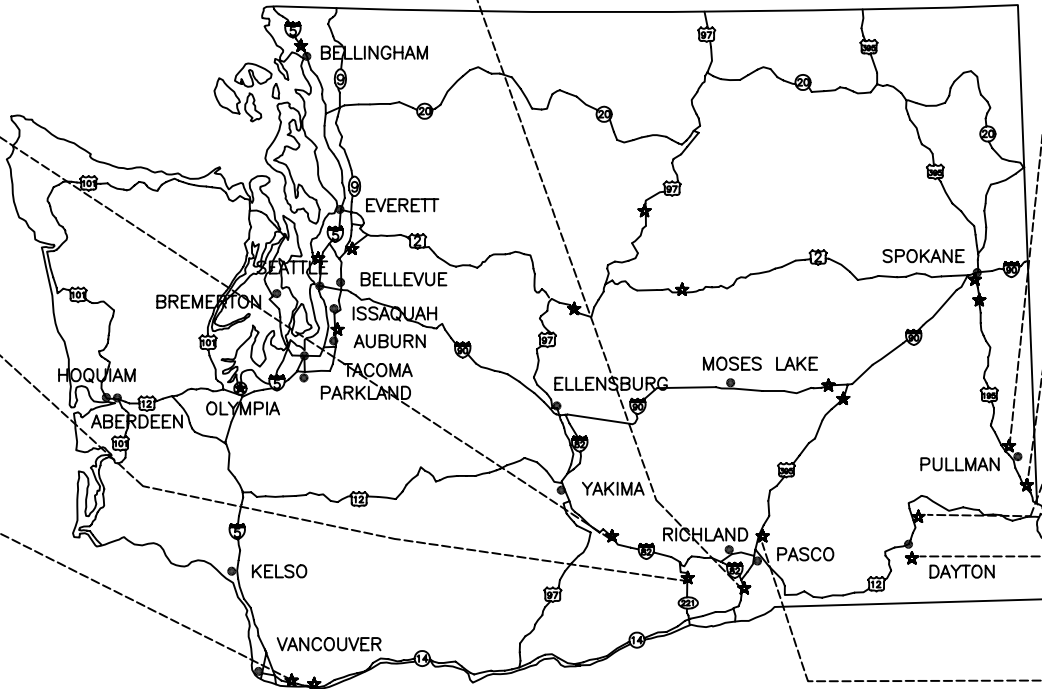 5
97
395
BELLINGHAM
9
20
20
20
20
101
9
97
395
EVERETT
5
2
2
SPOKANE
90
SEATTLE
BELLEVUE
101
BREMERTON
ISSAQUAH
97
90
101
AUBURN
90
MOSES LAKE
TACOMA
HOQUIAM
5
ELLENSBURG
PARKLAND
195
12
OLYMPIA
90
ABERDEEN
101
82
PULLMAN
395
YAKIMA
12
5
RICHLAND
82
PASCO
KELSO
82
DAYTON
12
97
221
VANCOUVER
14
14